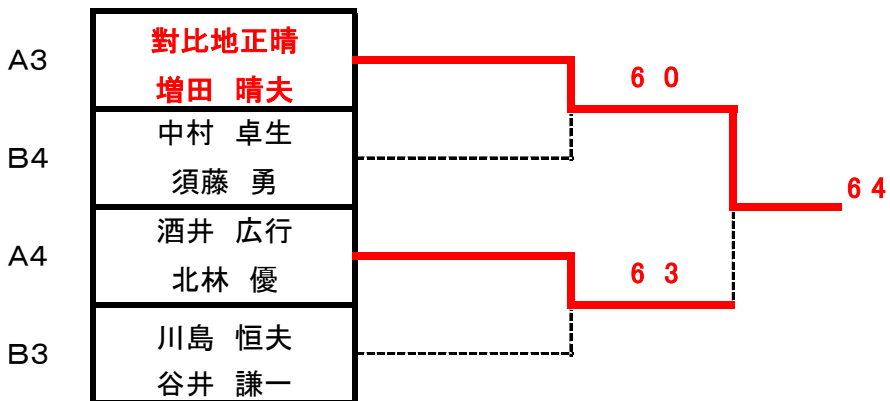 A3
對比地正晴
増田 晴夫
6 0
B4
中村 卓生
須藤 勇
6 4
A4
酒井 広行
北林 優
6 3
B3
川島 恒夫
谷井 謙一